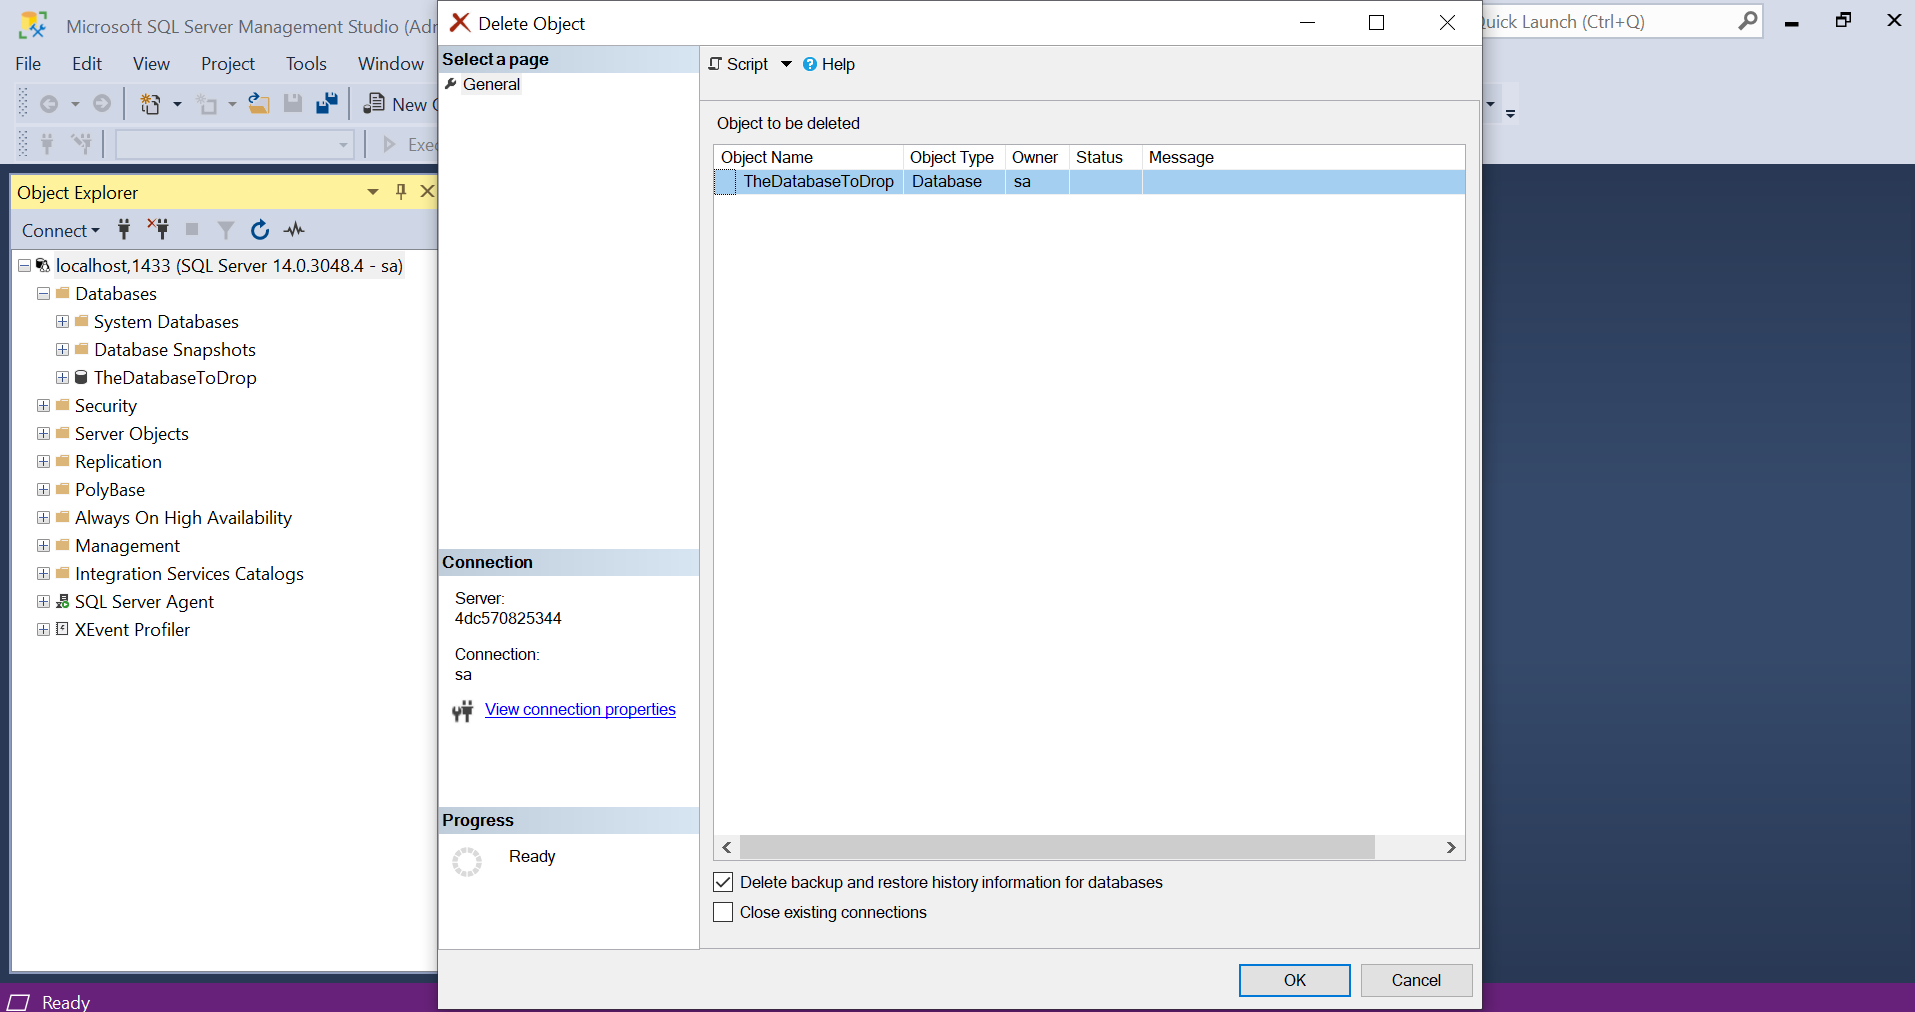 Microsoft SQL Server Management Studio
Quick Launch (Ctrl+Q)
File Edit View Project Tools Window
New
Object Explorer
Connect
localhost,1433 (SQL Server 14.0.3048.4 - sa)
Databases
System Databases
Database Snapshots
TheDatabaseToDrop
Security
Server Objects
Replication
PolyBase
Always On High Availability
Management
Integration Services Catalogs
SQL Server Agent
XEvent Profiler
Ready
Delete Object
Select a page
General
Connection
Server:
4dc570825344
Connection:
sa
View connection properties
Progress
Ready
Script Help
Object to be deleted
Object Name Object Type Owner Status Message
TheDatabaseToDrop Database sa
Delete backup and restore history information for databases
Close existing connections
OK Cancel